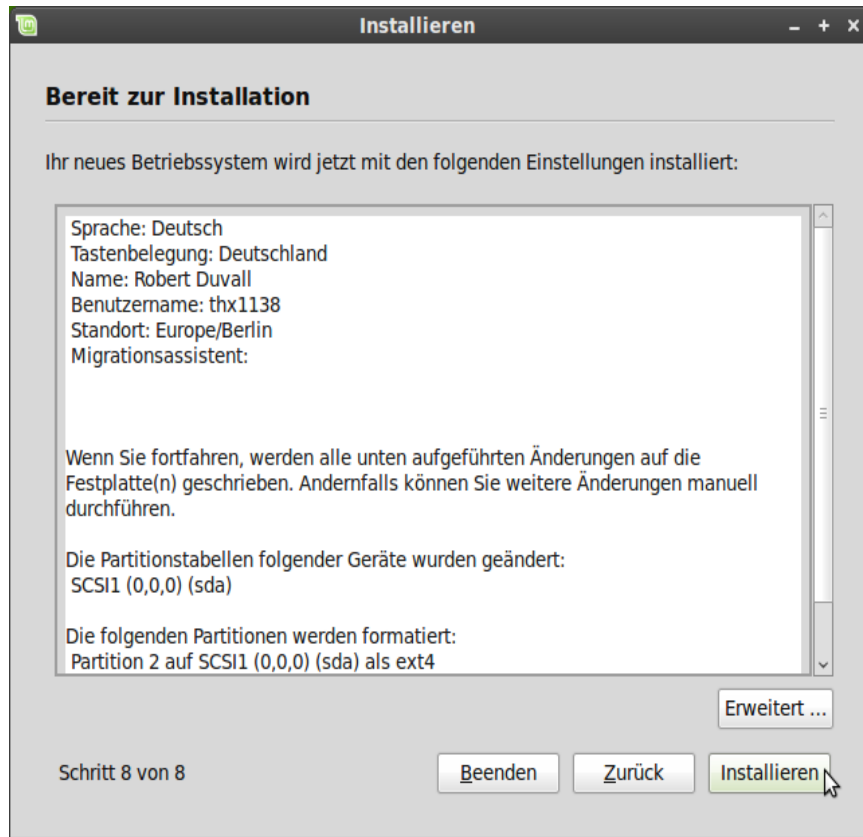 Installieren
Bereit zur Installation
Ihr neues Betriebssystem wird jetzt mit den folgenden Einstellungen installiert:
Sprache: Deutsch
Tastenbelegung: Deutschland
Name: Robert Duvall
Benutzername: thx1138
Standort: Europe/Berlin
Migrationsassistent:
Wenn Sie fortfahren, werden alle unten aufgeführten Änderungen auf die
Festplatte(n) geschrieben. Andernfalls können Sie weitere Änderungen manuell
durchführen.
Die Partitionstabellen folgender Geräte wurden geändert:
SCSI1 (0,0,0) (sda)
Die folgenden Partitionen werden formatiert:
Partition 2 auf SCSI1 (0,0,0) (sda) als ext4
Erweitert ...
Schritt 8 von 8
Beenden
Zurück
Installieren